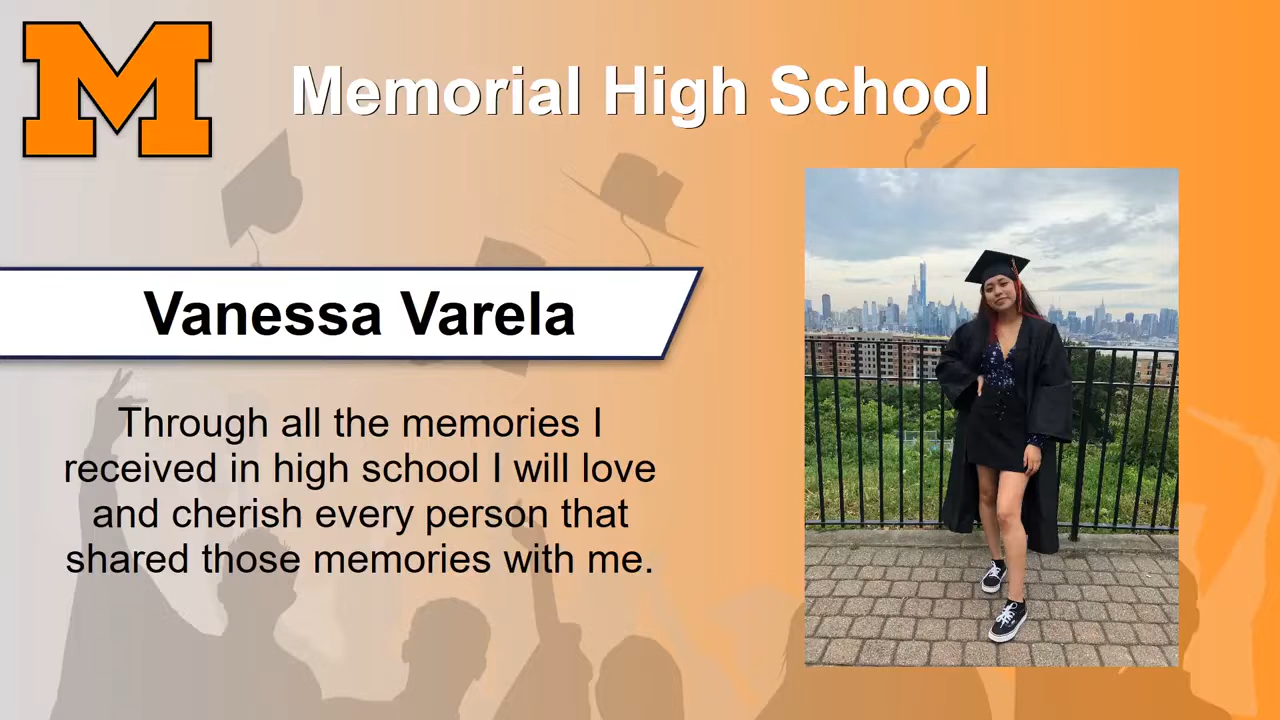 M
Memorial High School
Vanessa Varela
Through all the memories I
received in high school I will love
and cherish every person that
shared those memories with me.